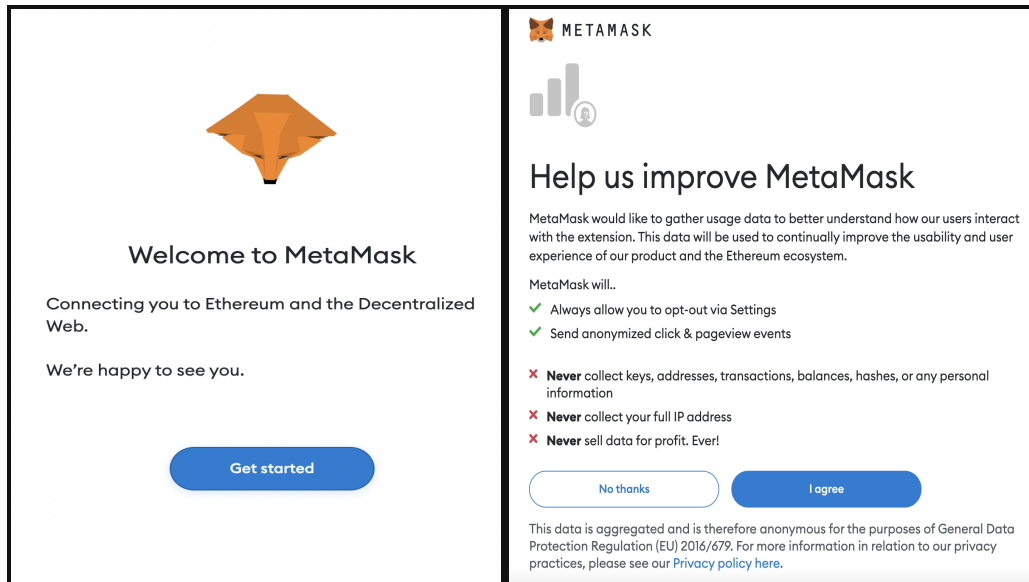 Welcome to MetaMask
Connecting you to Ethereum and the Decentralized
Web.
We're happy to see you.
Get started
METAMASK
Help us improve MetaMask
MetaMask would like to gather usage data to better understand how our users interact
with the extension. This data will be used to continually improve the usability and user
experience of our product and the Ethereum ecosystem.
MetaMask will..
Always allow you to opt-out via Settings
Send anonymized click & pageview events
Never collect keys, addresses, transactions, balances, hashes, or any personal
information
Never collect your full IP address
Never sell data for profit. Ever!
No thanks
I agree
This data is aggregated and is therefore anonymous for the purposes of General Data
Protection Regulation (EU) 2016/679. For more information in relation to our privacy
practices, please see our Privacy policy here.